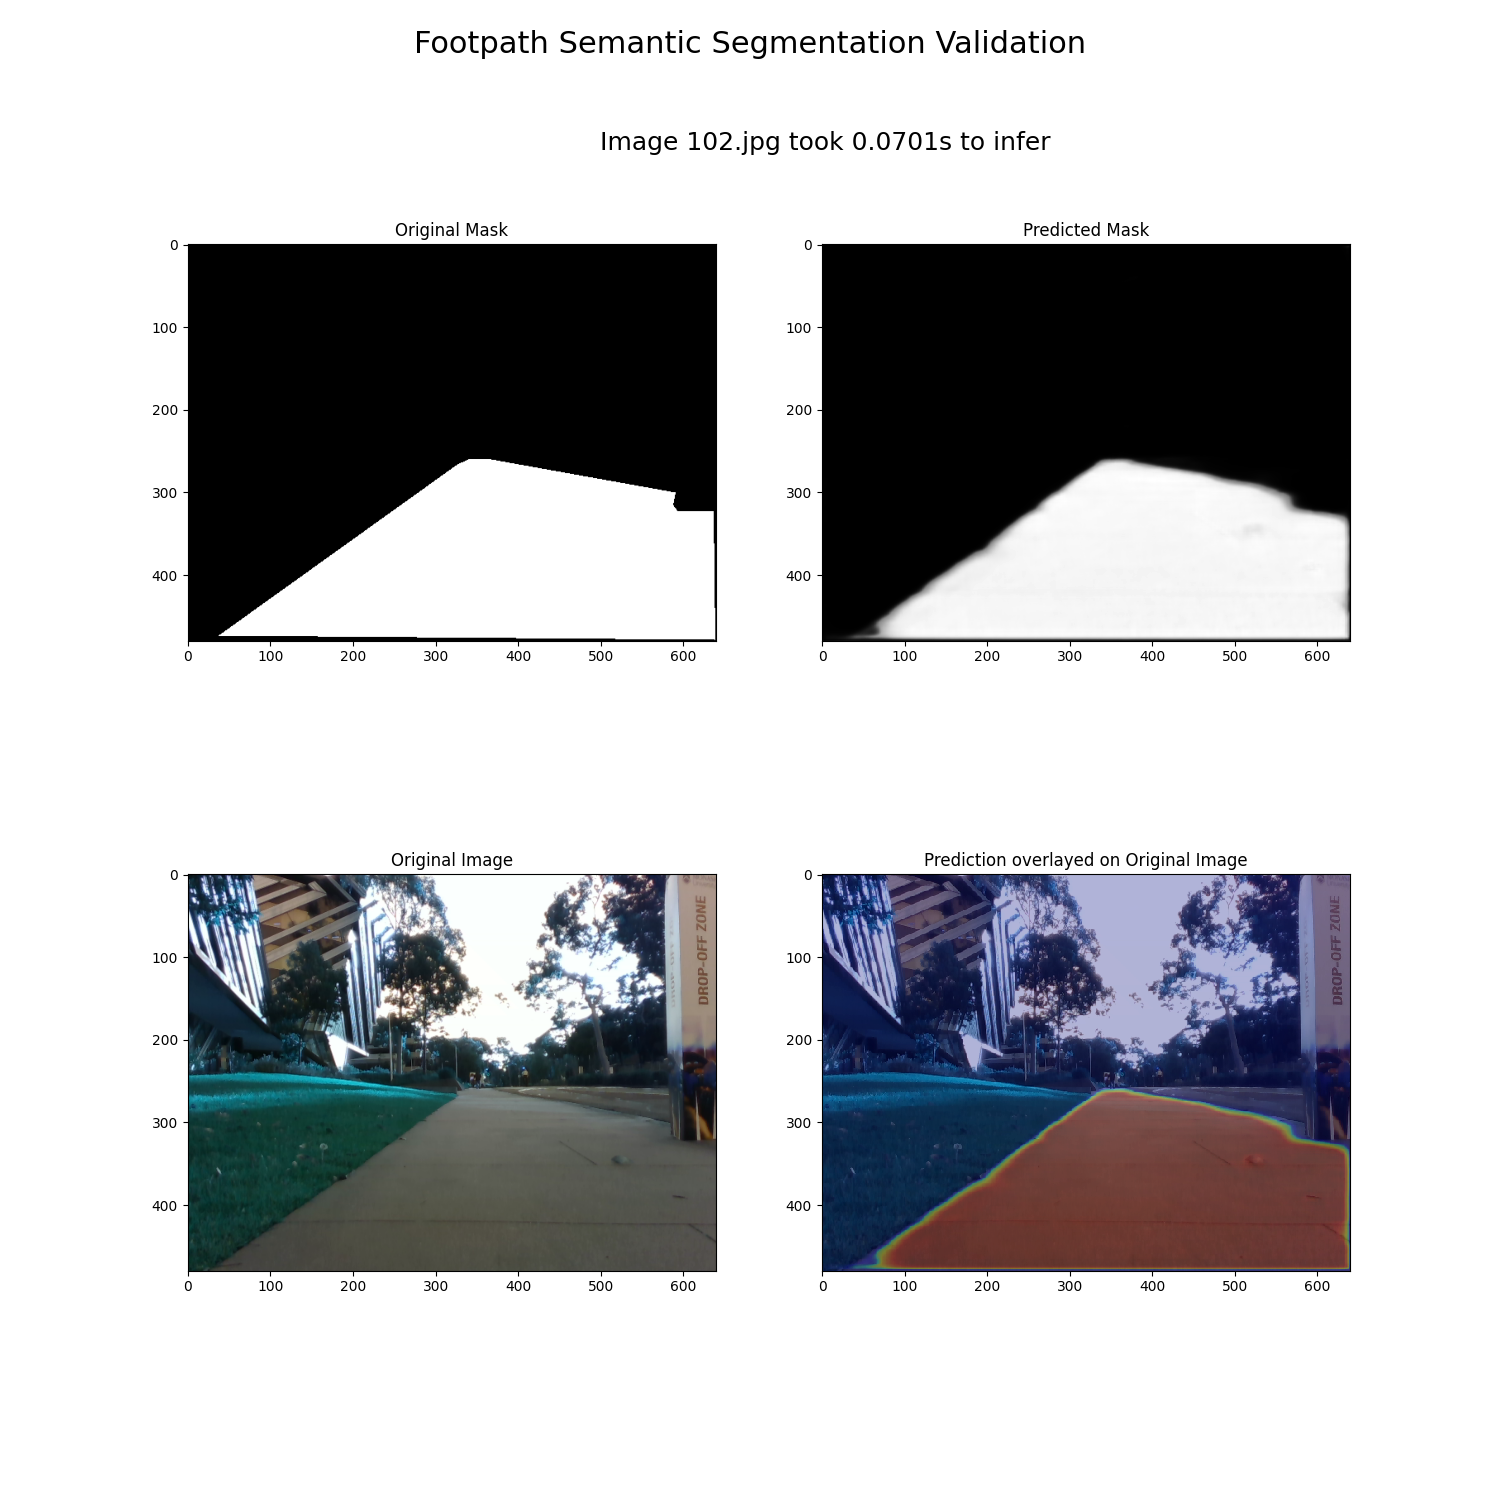 Footpath Semantic Segmentation Validation
Image 102.jpg took 0.0701s to infer
Original Mask
0
100
200
300
400
0 100 200 300 400 500 600
Predicted Mask
0
100
200
300
400
0 100 200 300 400 500 600
Original Image
0
100
200
300
400
0 100 200 300 400 500 600
DROP-OFF ZONE
Prediction overlayed on Original Image
0
100
200
300
400
0 100 200 300 400 500 600
DROP-OFF ZONE